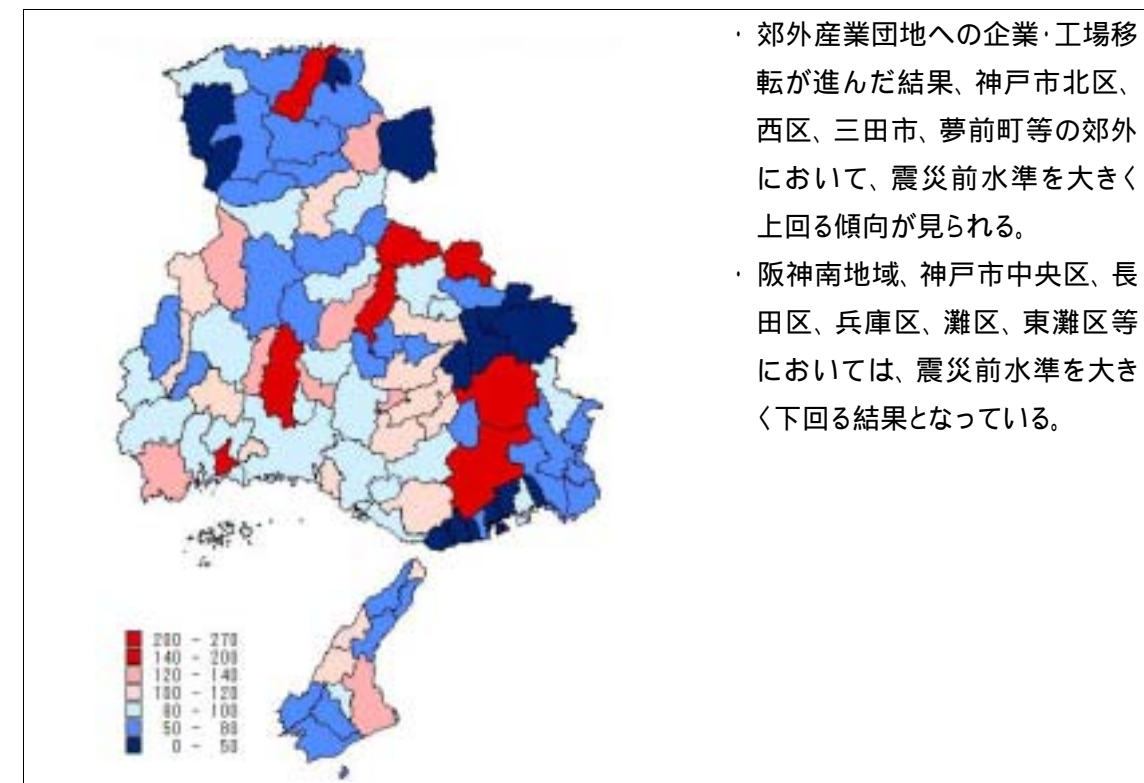 ・ 郊外産業団地への企業・工場移
転が進んだ結果、神戸市北区、
西区、三田市、夢前町等の郊外
において、震災前水準を大きく
上回る傾向が見られる。
・ 阪神南地域、神戸市中央区、長
田区、兵庫区、灘区、東灘区等
においては、震災前水準を大き
く下回る結果となっている。
200 - 270
140 - 200
120 - 140
100 - 120
80 - 100
50 - 80
0 - 50